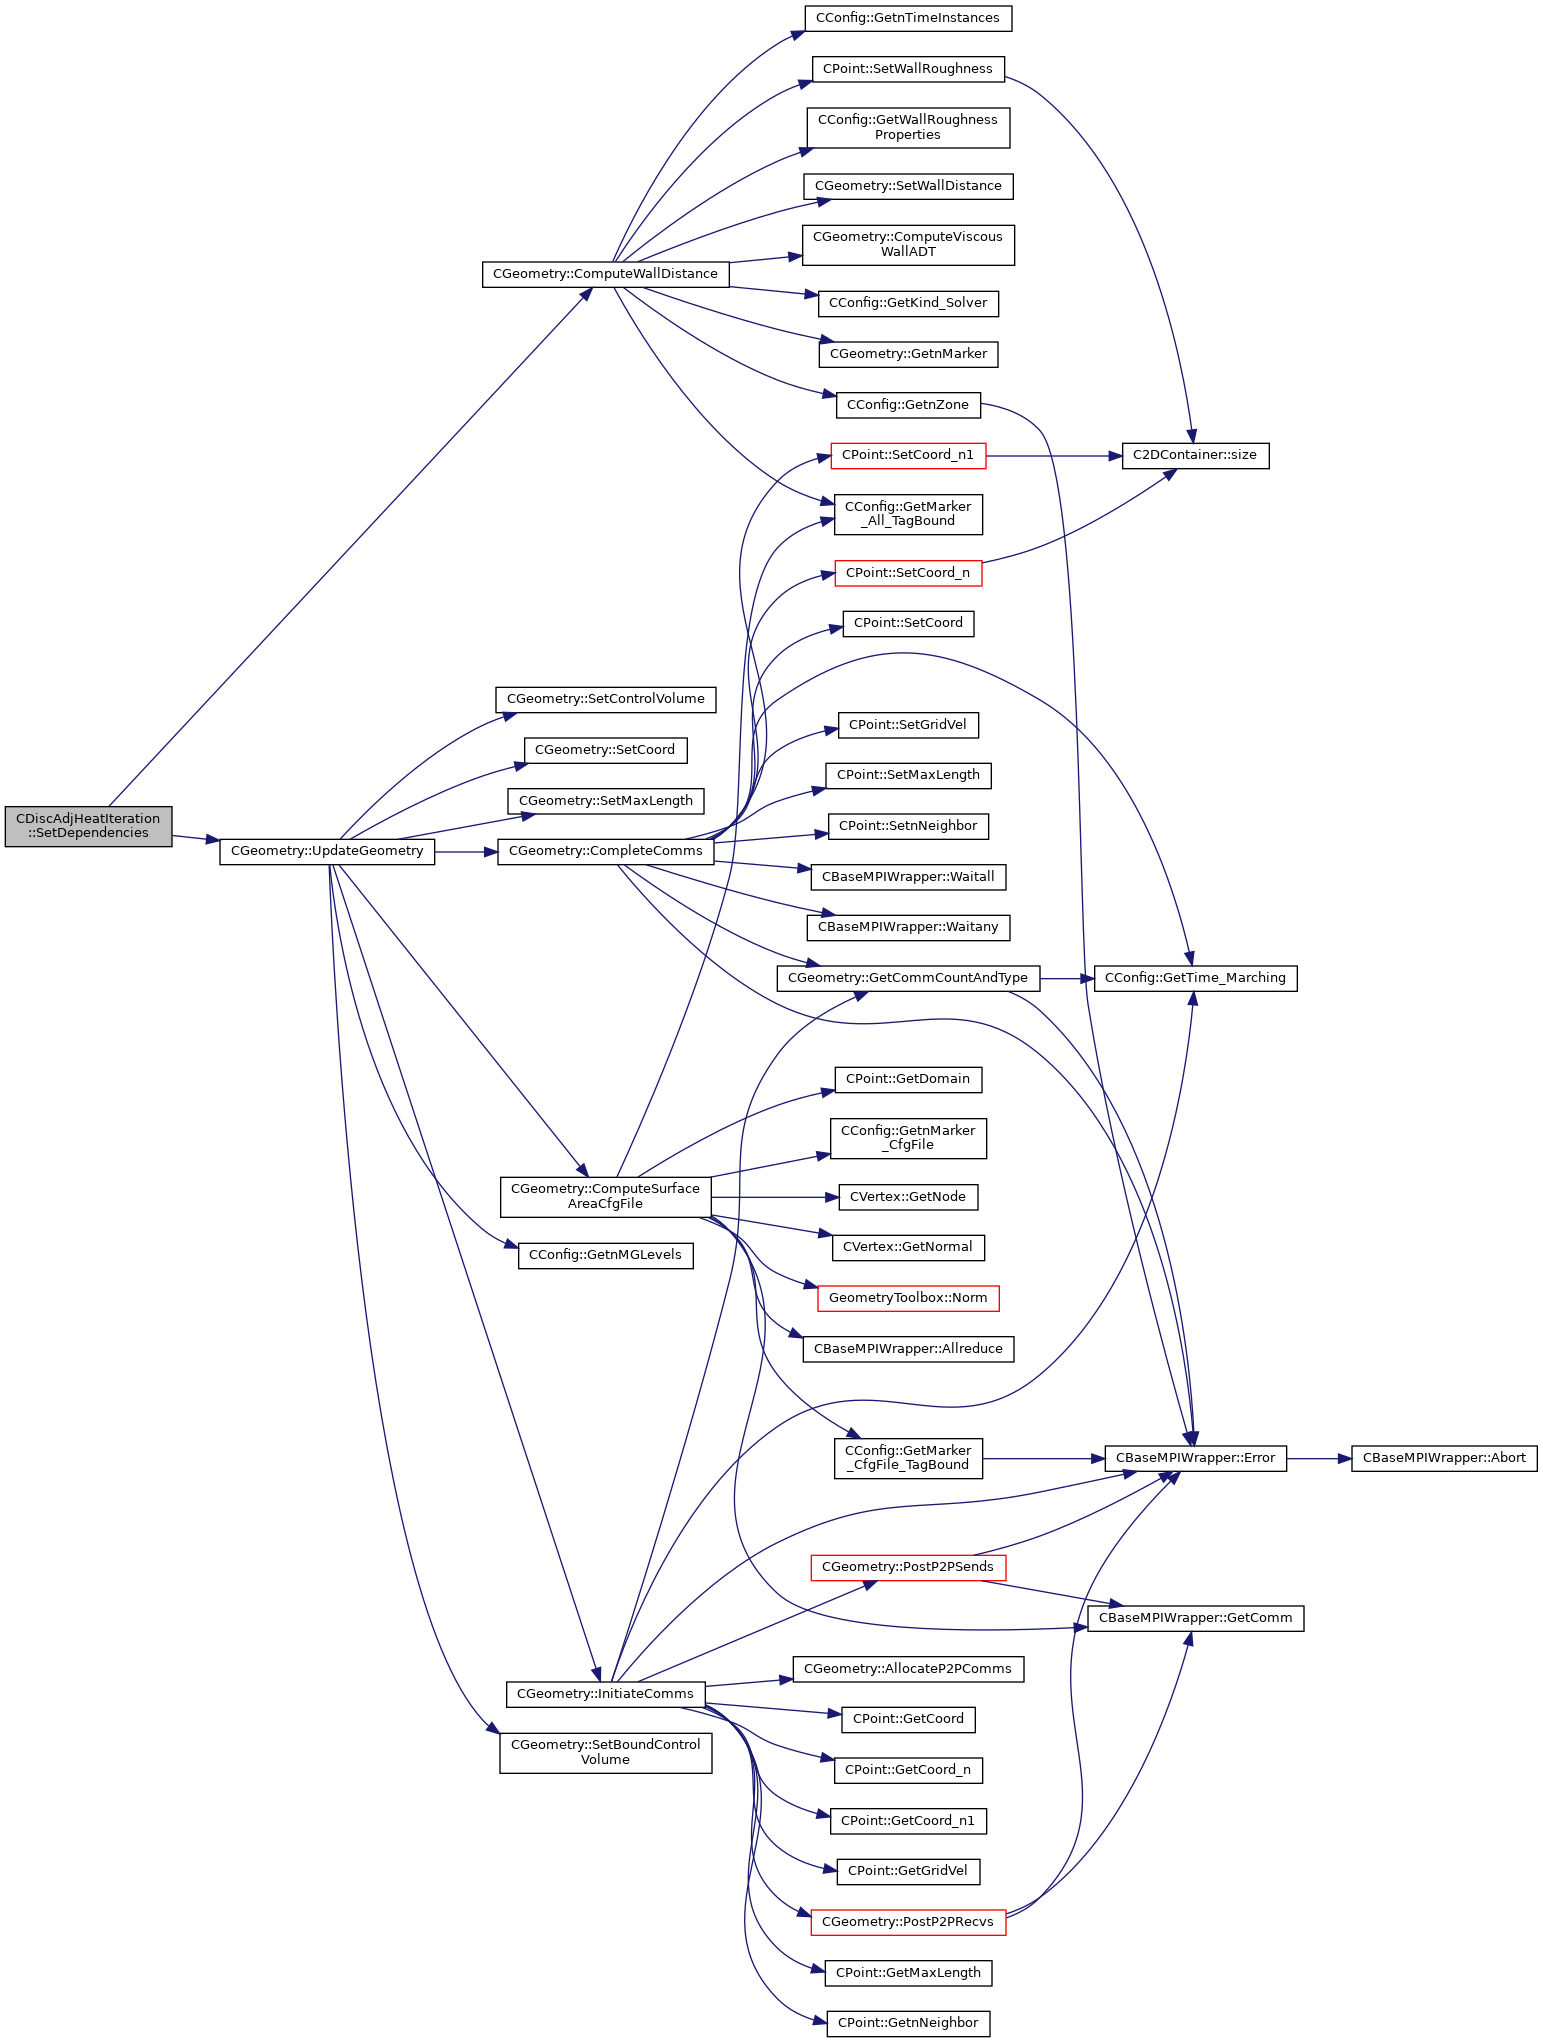 CConfig::GetnTimeInstances
CPoint::SetWallRoughness
CConfig::GetWallRoughness
Properties
CGeometry::SetWallDistance
CGeometry::ComputeViscous
WallADT
CGeometry::ComputeWallDistance
CConfig::GetKind_Solver
CGeometry::GetnMarker
CConfig::GetnZone
CPoint::SetCoord_n1
C2DContainer::size
CConfig::GetMarker
_All_TagBound
CPoint::SetCoord_n
CPoint::SetCoord
CGeometry::SetControlVolume
CPoint::SetGridVel
CGeometry::SetCoord
CPoint::SetMaxLength
CGeometry::SetMaxLength
CDiscAdjHeatIteration
::SetDependencies
CPoint::SetnNeighbor
CGeometry::UpdateGeometry
CGeometry::CompleteComms
CBaseMPIWrapper::Waitall
CBaseMPIWrapper::Waitany
CGeometry::GetCommCountAndType
CConfig::GetTime_Marching
CPoint::GetDomain
CConfig::GetnMarker
_CfgFile
CGeometry::ComputeSurface
AreaCfgFile
CVertex::GetNode
CVertex::GetNormal
CConfig::GetnMGLevels
GeometryToolbox::Norm
CBaseMPIWrapper::Allreduce
CConfig::GetMarker
_CfgFile_TagBound
CBaseMPIWrapper::Error
CBaseMPIWrapper::Abort
CGeometry::PostP2PSends
CBaseMPIWrapper::GetComm
CGeometry::AllocateP2PComms
CGeometry::InitiateComms
CPoint::GetCoord
CGeometry::SetBoundControl
Volume
CPoint::GetCoord_n
CPoint::GetCoord_n1
CPoint::GetGridVel
CGeometry::PostP2PRecvs
CPoint::GetMaxLength
CPoint::GetnNeighbor